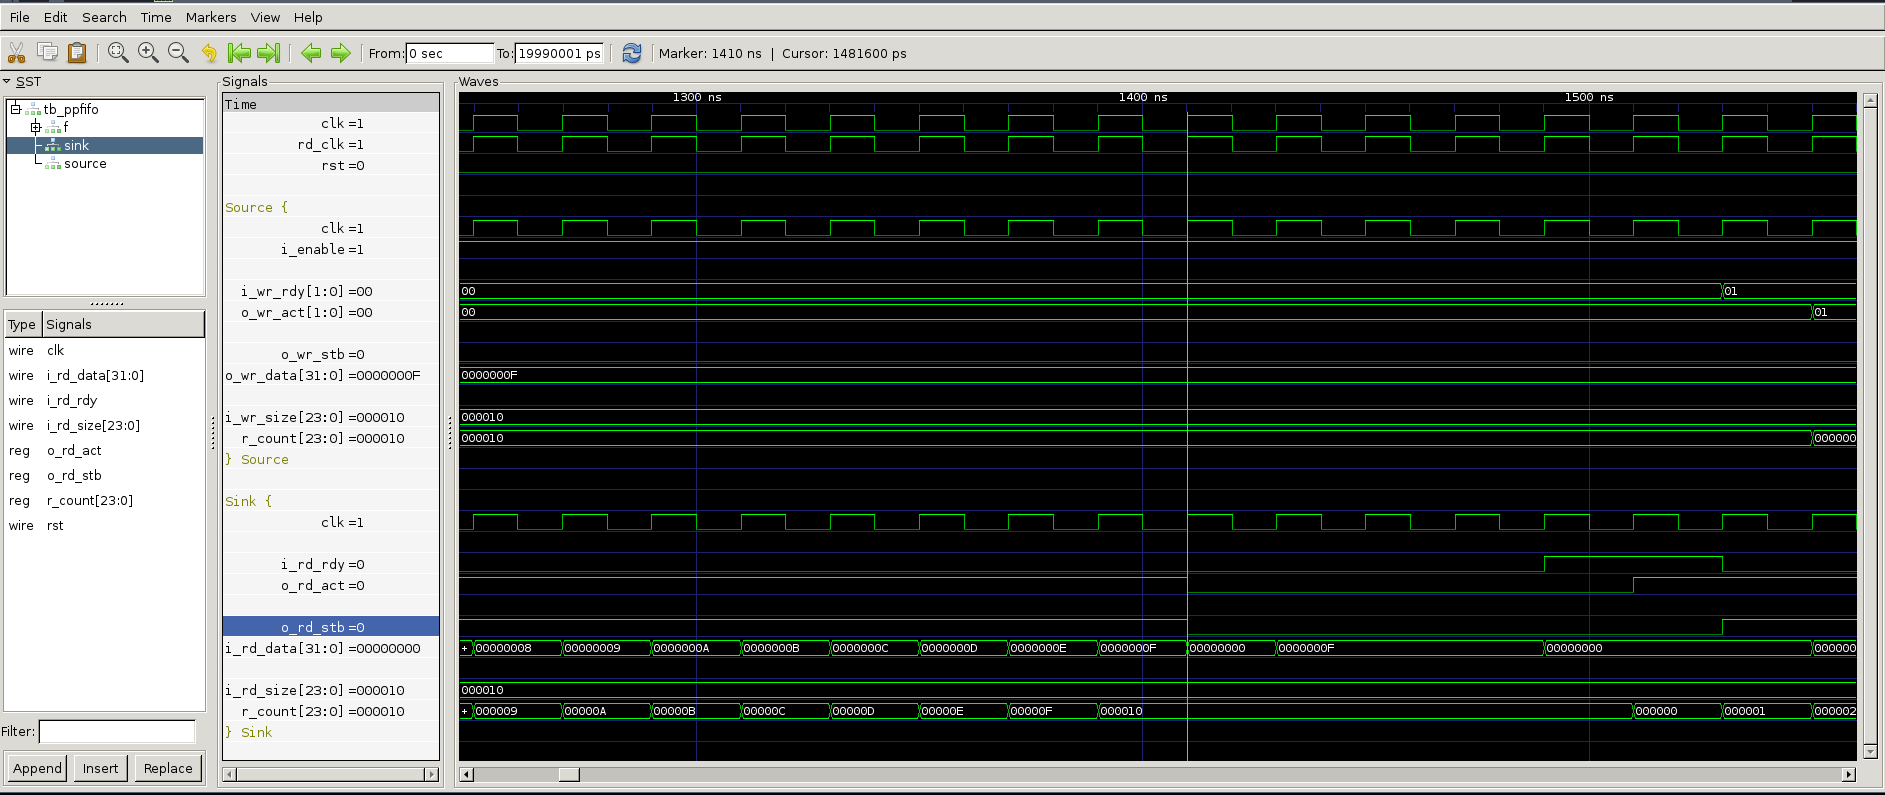 File Edit Search Time Markers View Help
From: 0 sec To: 19990001 ps Marker: 1410 ns | Cursor: 1481600 ps
SST
tb_ppfifo
f
sink
source
Type Signals
wire clk
wire i_rd_data[31:0]
wire i_rd_rdy
wire i_rd_size[23:0]
reg o_rd_act
reg o_rd_stb
reg r_count[23:0]
wire rst
Filter:
Append Insert Replace
Signals
Time
clk =1
rd_clk =1
rst =0
Source {
clk =1
i_enable =1
i_wr_rdy[1:0] =00
o_wr_act[1:0] =00
o_wr_stb =0
o_wr_data[31:0] =0000000F
i_wr_size[23:0] =000010
r_count[23:0] =000010
} Source
Sink {
clk =1
i_rd_rdy =0
o_rd_act =0
o_rd_stb =0
i_rd_data[31:0] =00000000
i_rd_size[23:0] =000010
r_count[23:0] =000010
} Sink
Waves
1300 ns 1400 ns 1500 ns
00 01
00 01
0000000F
000010
000010 000000
+ 00000008 00000009 0000000A 0000000B 0000000C 0000000D 0000000E 0000000F 00000000 0000000F 00000000 000000
000010
+ 000009 00000A 00000B 00000C 00000D 00000E 00000F 000010 000000 000001 000002